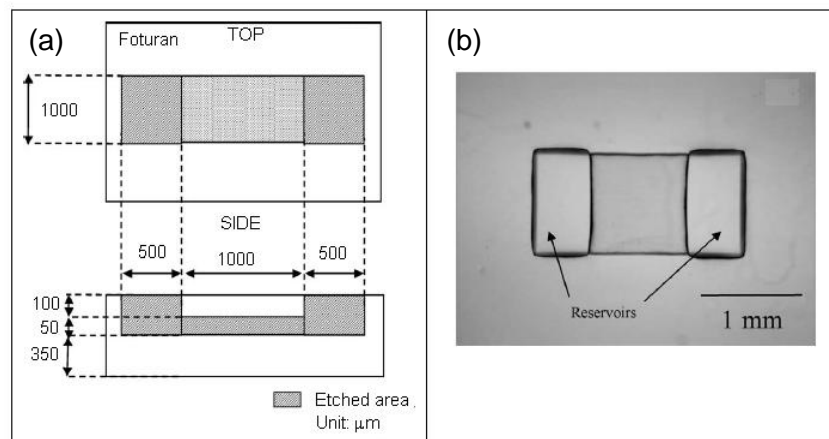 (a)
Foturan
TOP
1000
SIDE
500
1000
500
100
50
350
Etched area
Unit: μm
(b)
Reservoirs
1 mm